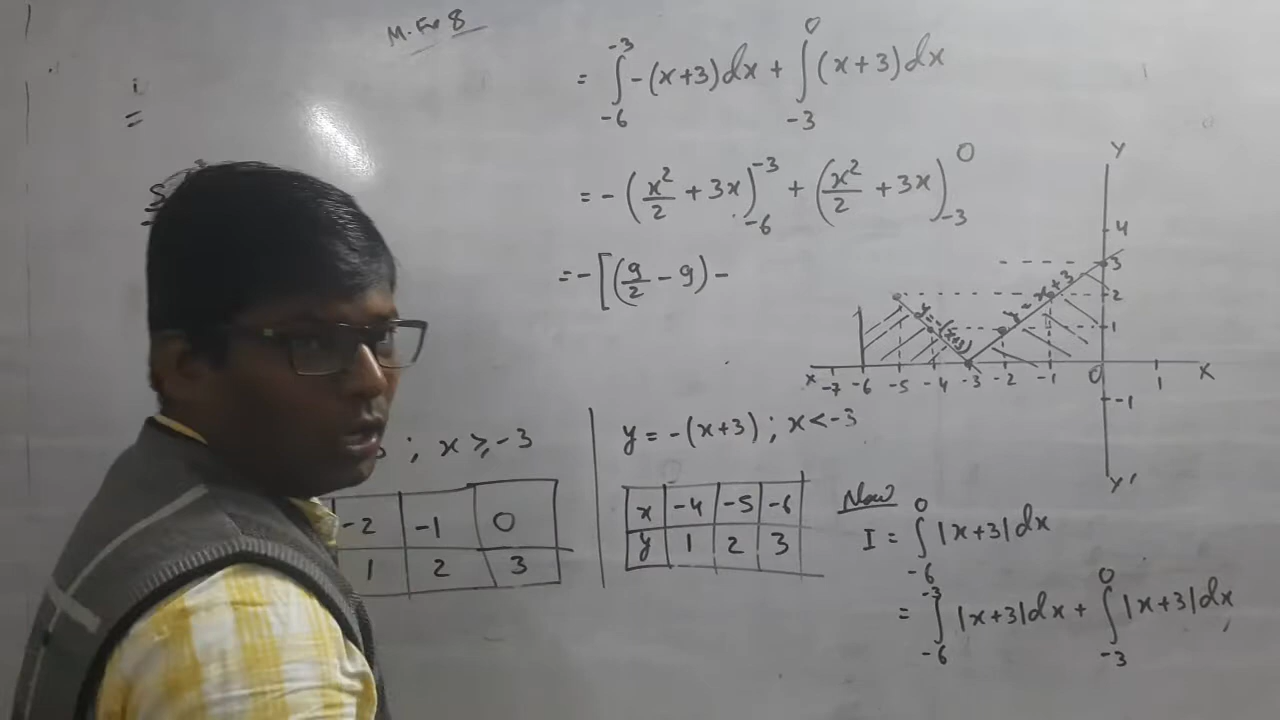 M. Ex 8
= ∫_{-6}^{-3} -(x+3)dx + ∫_{-3}^{0} (x+3)dx
= -(x²/2 + 3x)_{-6}^{-3} + (x²/2 + 3x)_{-3}^{0}
= -[(9/2 - 9) -
S
Y
4
3
2
1
y = -(x+3)
y = x+3
X -7 -6 -5 -4 -3 -2 -1 0 1 X
-1
Y'
; x ≥ -3
-2 -1 0
1 2 3
y = -(x+3) ; x < -3
x -4 -5 -6
y 1 2 3
Now
I = ∫_{-6}^{0} |x+3|dx
= ∫_{-6}^{-3} |x+3|dx + ∫_{-3}^{0} |x+3|dx,